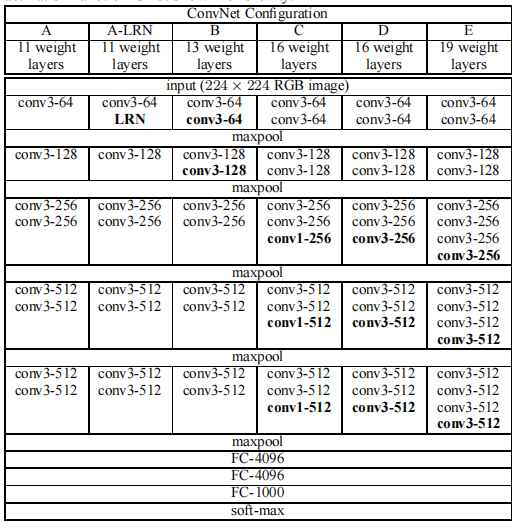 ConvNet Configuration
A A-LRN B C D E
11 weight 11 weight 13 weight 16 weight 16 weight 19 weight
layers layers layers layers layers layers
input (224 × 224 RGB image)
conv3-64 conv3-64 conv3-64 conv3-64 conv3-64 conv3-64
LRN conv3-64 conv3-64 conv3-64 conv3-64
maxpool
conv3-128 conv3-128 conv3-128 conv3-128 conv3-128 conv3-128
conv3-128 conv3-128 conv3-128 conv3-128
maxpool
conv3-256 conv3-256 conv3-256 conv3-256 conv3-256 conv3-256
conv3-256 conv3-256 conv3-256 conv3-256 conv3-256 conv3-256
conv1-256 conv3-256 conv3-256
conv3-256
maxpool
conv3-512 conv3-512 conv3-512 conv3-512 conv3-512 conv3-512
conv3-512 conv3-512 conv3-512 conv3-512 conv3-512 conv3-512
conv1-512 conv3-512 conv3-512
conv3-512
maxpool
conv3-512 conv3-512 conv3-512 conv3-512 conv3-512 conv3-512
conv3-512 conv3-512 conv3-512 conv3-512 conv3-512 conv3-512
conv1-512 conv3-512 conv3-512
conv3-512
maxpool
FC-4096
FC-4096
FC-1000
soft-max